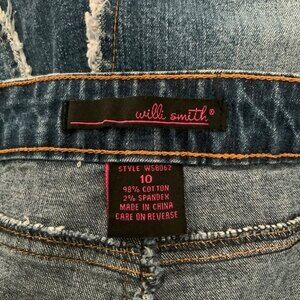 willi smith®
STYLE WS8062
10
98% COTTON
2% SPANDEX
MADE IN CHINA
CARE ON REVERSE